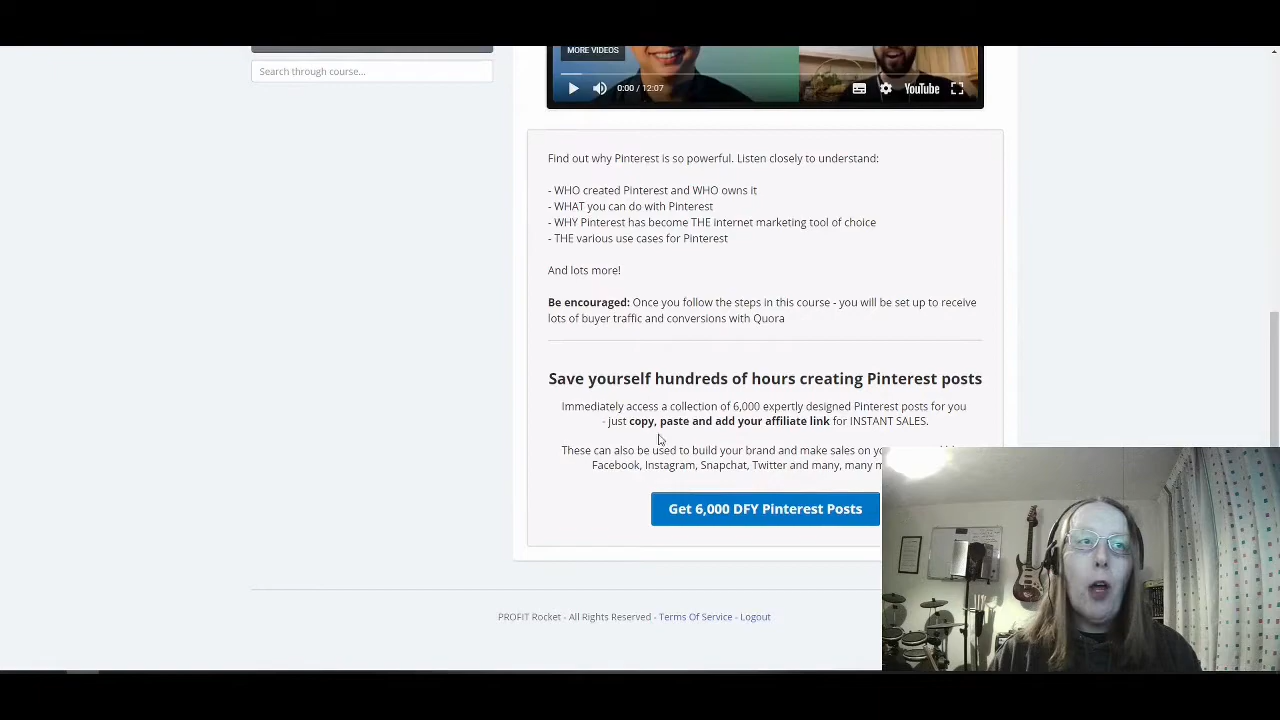 MORE VIDEOS
Search through course...
0:00 / 12:07
YouTube
Find out why Pinterest is so powerful. Listen closely to understand:
- WHO created Pinterest and WHO owns it
- WHAT you can do with Pinterest
- WHY Pinterest has become THE internet marketing tool of choice
- THE various use cases for Pinterest
And lots more!
Be encouraged: Once you follow the steps in this course - you will be set up to receive
lots of buyer traffic and conversions with Quora
Save yourself hundreds of hours creating Pinterest posts
Immediately access a collection of 6,000 expertly designed Pinterest posts for you
- just copy, paste and add your affiliate link for INSTANT SALES.
These can also be used to build your brand and make sales on
Facebook, Instagram, Snapchat, Twitter and many, many
Get 6,000 DFY Pinterest Posts
PROFIT Rocket - All Rights Reserved - Terms Of Service - Logout